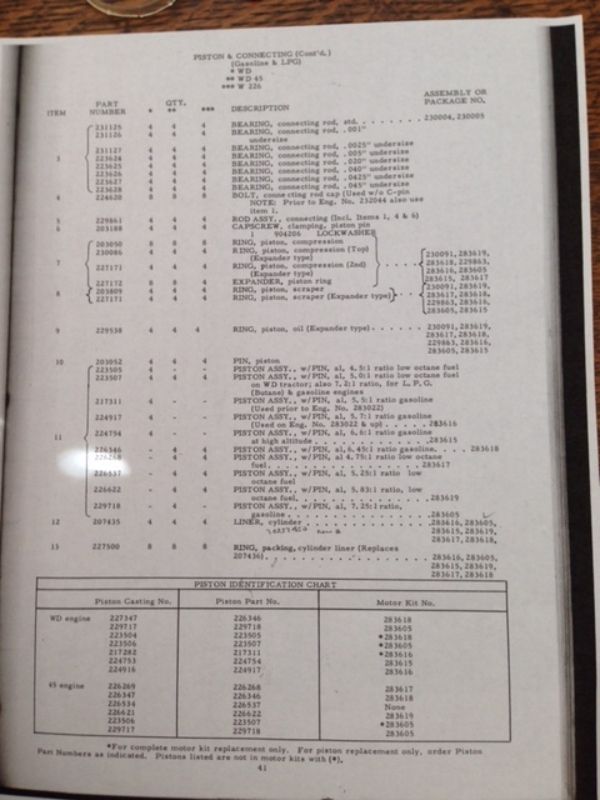 PISTON & CONNECTING (Cont'd.)
(Gasoline & LPG)
* WD
** WD 45
*** W 226
ITEM PART NUMBER QTY. * ** *** DESCRIPTION ASSEMBLY OR PACKAGE NO.
231125 4 4 4 BEARING, connecting rod, std. . . . . . . . 230004, 230005
231126 4 4 4 BEARING, connecting rod, .001"
undersize
3 231127 4 4 4 BEARING, connecting rod, .0025" undersize
223624 4 4 4 BEARING, connecting rod, .005" undersize
223625 4 4 4 BEARING, connecting rod, .020" undersize
223626 4 4 4 BEARING, connecting rod, .040" undersize
223627 4 4 4 BEARING, connecting rod, .0425" undersize
223628 4 4 4 BEARING, connecting rod, .045" undersize
4 224620 8 8 8 BOLT, connecting rod cap (Used w/o C-pin
NOTE: Prior to Eng. No. 232044 also use
item 1.
5 229861 4 4 4 ROD ASSY., connecting (Incl. Items 1, 4 & 6)
6 203188 4 4 4 CAPSCREW, clamping, piston pin
1 904206 LOCKWASHER
203050 8 8 8 RING, piston, compression
230086 4 4 4 RING, piston, compression (Top)
(Expander type)
7 227171 4 4 4 RING, piston, compression (2nd)
(Expander type)
227172 8 8 4 EXPANDER, piston ring
230091, 283619,
283618, 229863,
283616, 283605
283615, 283617
8 203809 4 4 4 RING, piston, scraper
227171 4 4 4 RING, piston, scraper (Expander type)
230091, 283619,
283617, 283618,
229863, 283616,
283605, 283615
9 229538 4 4 4 RING, piston, oil (Expander type) . . . . . . 230091, 283619,
283617, 283618,
229863, 283616,
283605, 283615
10 203052 4 4 4 PIN, piston
223505 4 - - PISTON ASSY., w/PIN, al, 4.5:1 ratio low octane fuel
223507 4 4 4 PISTON ASSY., w/PIN, al, 5.0:1 ratio low octane fuel
on WD tractor; also 7.2:1 ratio, for L.P.G.
(Butane) & gasoline engines
217311 4 - - PISTON ASSY., w/PIN, al, 5.5:1 ratio gasoline
(Used prior to Eng. No. 283022)
224917 4 - - PISTON ASSY., w/PIN, al, 5.7:1 ratio gasoline
(Used on Eng. No. 283022 & up) . . . . . 283616
11 224754 4 - - PISTON ASSY., w/PIN, al, 6.6:1 ratio gasoline
at high altitude . . . . . . . . . . . . .283615
226346 - 4 4 PISTON ASSY., w/PIN, al, 6.45:1 ratio gasoline. . . . 283618
226268 - 4 4 PISTON ASSY., w/PIN, al 4.75:1 ratio low octane
fuel. . . . . . . . . . . . . . . . . .283617
226537 - 4 4 PISTON ASSY., w/PIN, al, 5.25:1 ratio low
octane fuel
226622 - 4 4 PISTON ASSY., w/PIN, al, 5.83:1 ratio, low
octane fuel. . . . . . . . . . . . . . .283619
229718 - 4 - PISTON ASSY., w/PIN, al, 7.25:1 ratio,
gasoline . . . . . . . . . . . . . . . .283605
12 207435 4 4 4 LINER, cylinder . . . . . . . . . . . . .283616, 283605,
283615, 283619,
283617, 283618,
13 227500 8 8 8 RING, packing, cylinder liner (Replaces
207436). . . . . . . . . . . . . . . . . 283616, 283605,
283615, 283619,
283617, 283618
PISTON IDENTIFICATION CHART
Piston Casting No. Piston Part No. Motor Kit No.
WD engine 227347 226346 283618
229717 229718 283605
223504 223505 *283618
223506 223507 *283605
217282 217311 *283616
224753 224754 283615
224916 224917 283616
45 engine 226269 226268 283617
226347 226346 283618
226534 226537 None
226621 226622 283619
223506 223507 *283605
229717 229718 283605
*For complete motor kit replacement only. For piston replacement only, order Piston
Part Numbers as indicated. Pistons listed are not in motor kits with (*).
41